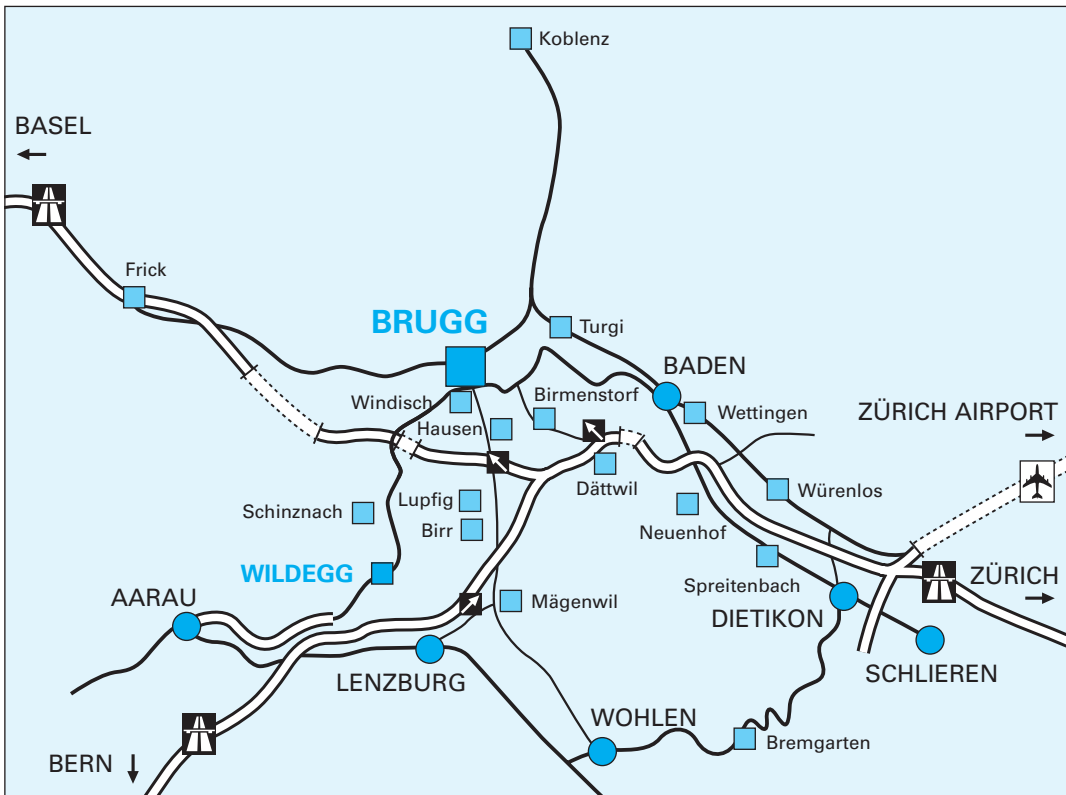 Koblenz
BASEL
Frick
BRUGG
Turgi
BADEN
Windisch
Birmenstorf
Wettingen
ZÜRICH AIRPORT
Hausen
Dättwil
Würenlos
Schinznach
Lupfig
Birr
Neuenhof
WILDEGG
Spreitenbach
ZÜRICH
AARAU
Mägenwil
DIETIKON
LENZBURG
SCHLIEREN
WOHLEN
Bremgarten
BERN